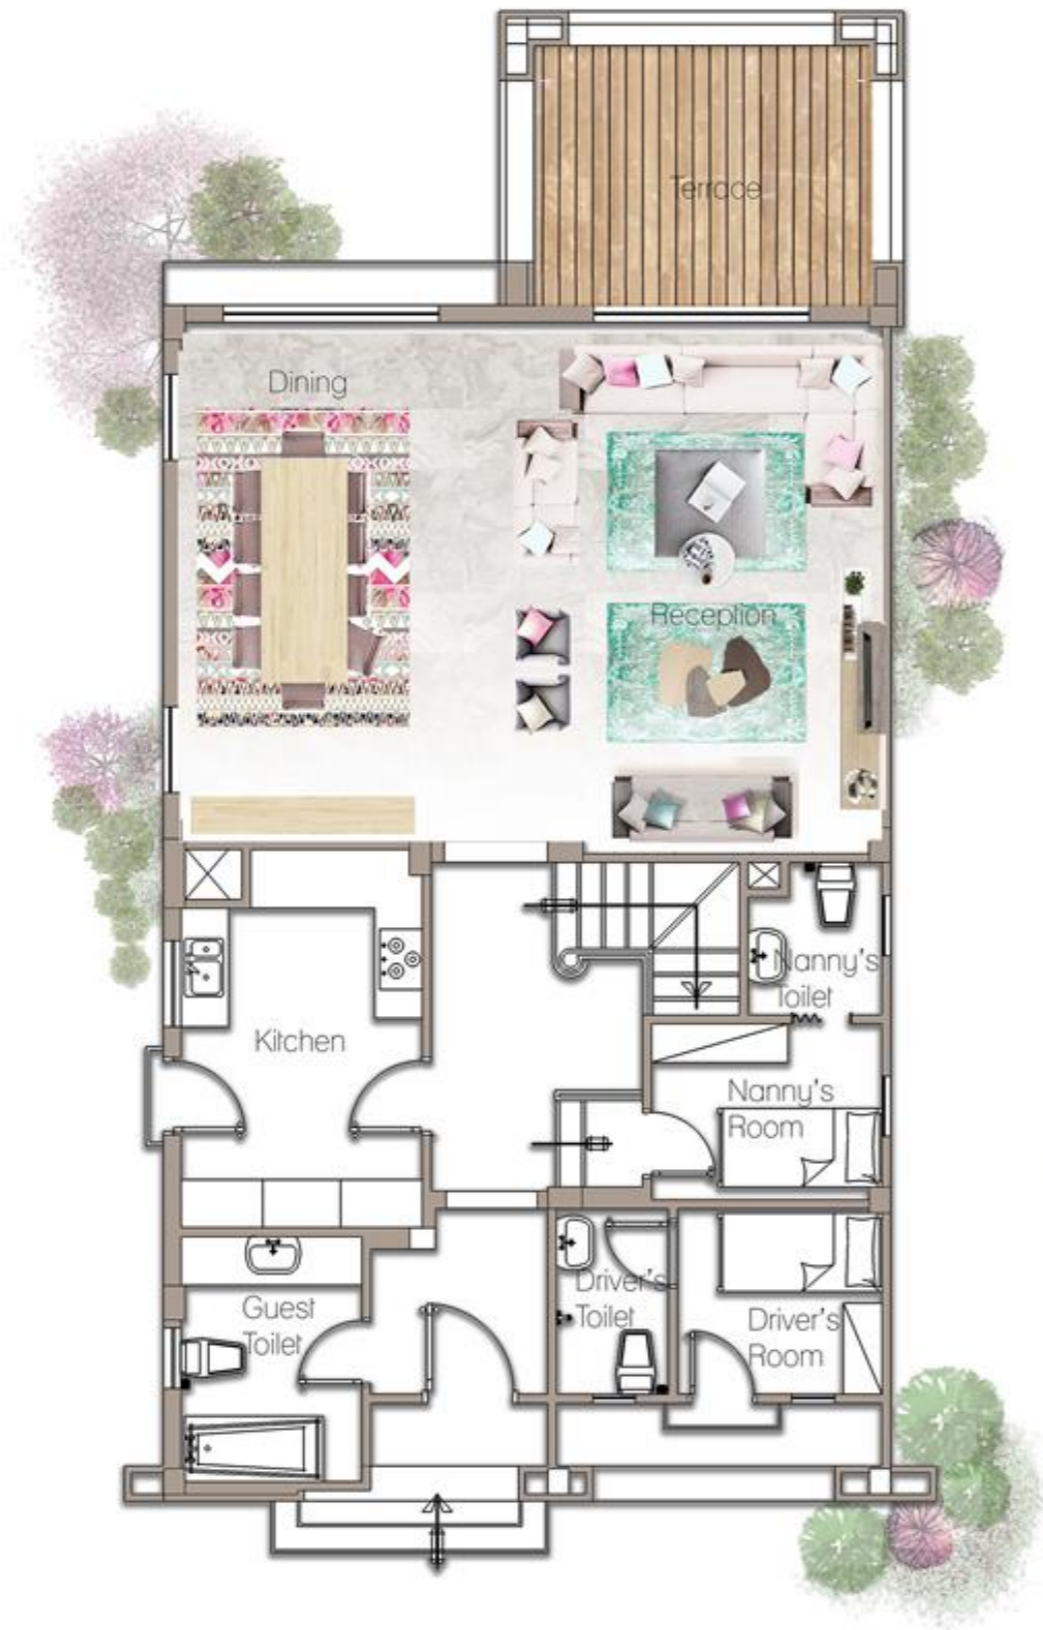 Terrace
Dining
Reception
Nanny's
Toilet
Kitchen
Nanny's
Room
Driver's
Toilet
Guest
Toilet
Driver's
Room